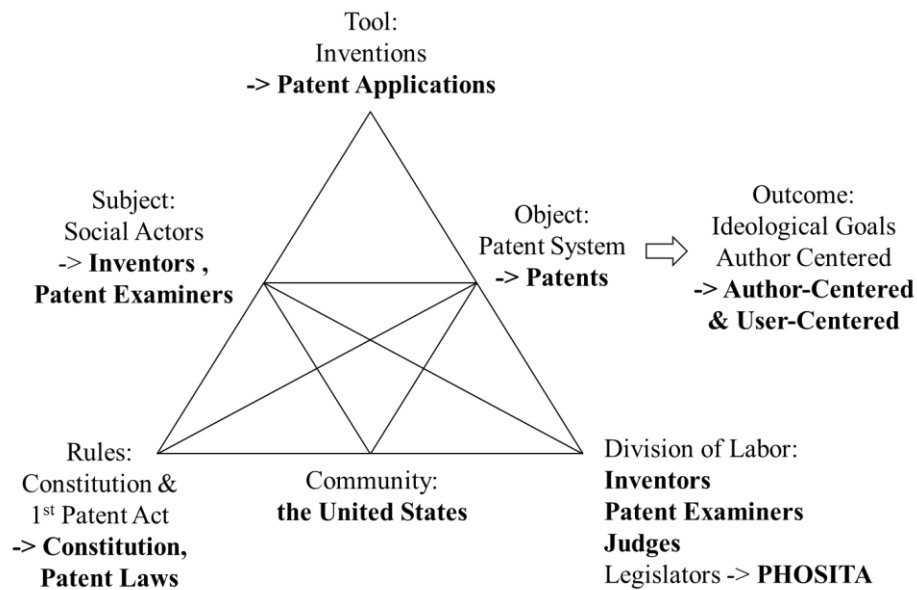 Tool:
Inventions
-> Patent Applications
Subject:
Social Actors
-> Inventors ,
Patent Examiners
Object:
Patent System
-> Patents
Outcome:
Ideological Goals
Author Centered
-> Author-Centered
& User-Centered
Rules:
Constitution &
1st Patent Act
-> Constitution,
Patent Laws
Community:
the United States
Division of Labor:
Inventors
Patent Examiners
Judges
Legislators -> PHOSITA